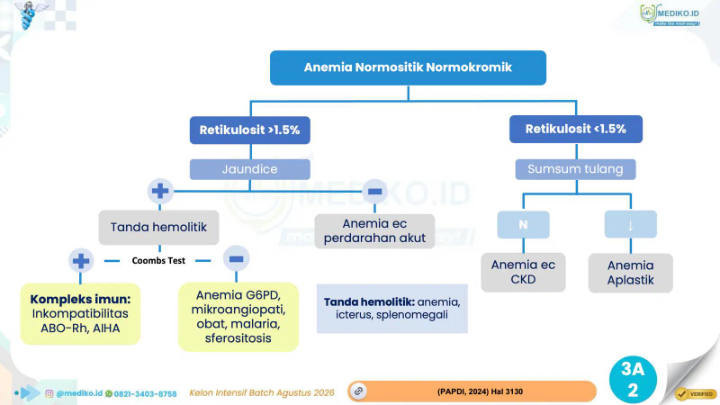 MEDIKO.ID
Anemia Normositik Normokromik
Retikulosit >1.5%
Retikulosit <1.5%
Jaundice
Sumsum tulang
MEDIKO.ID
+
−
Tanda hemolitik
Anemia ec
perdarahan akut
N
↓
+
Coombs Test
−
Anemia ec
CKD
Anemia
Aplastik
Kompleks imun:
Inkompatibilitas
ABO-Rh, AIHA
Anemia G6PD,
mikroangiopati,
obat, malaria,
sferositosis
Tanda hemolitik: anemia,
icterus, splenomegali
3A
2
@mediko.id 0821-3403-8758
Kelon Intensif Batch Agustus 2026
(PAPDI, 2024) Hal 3130
VERIFIED